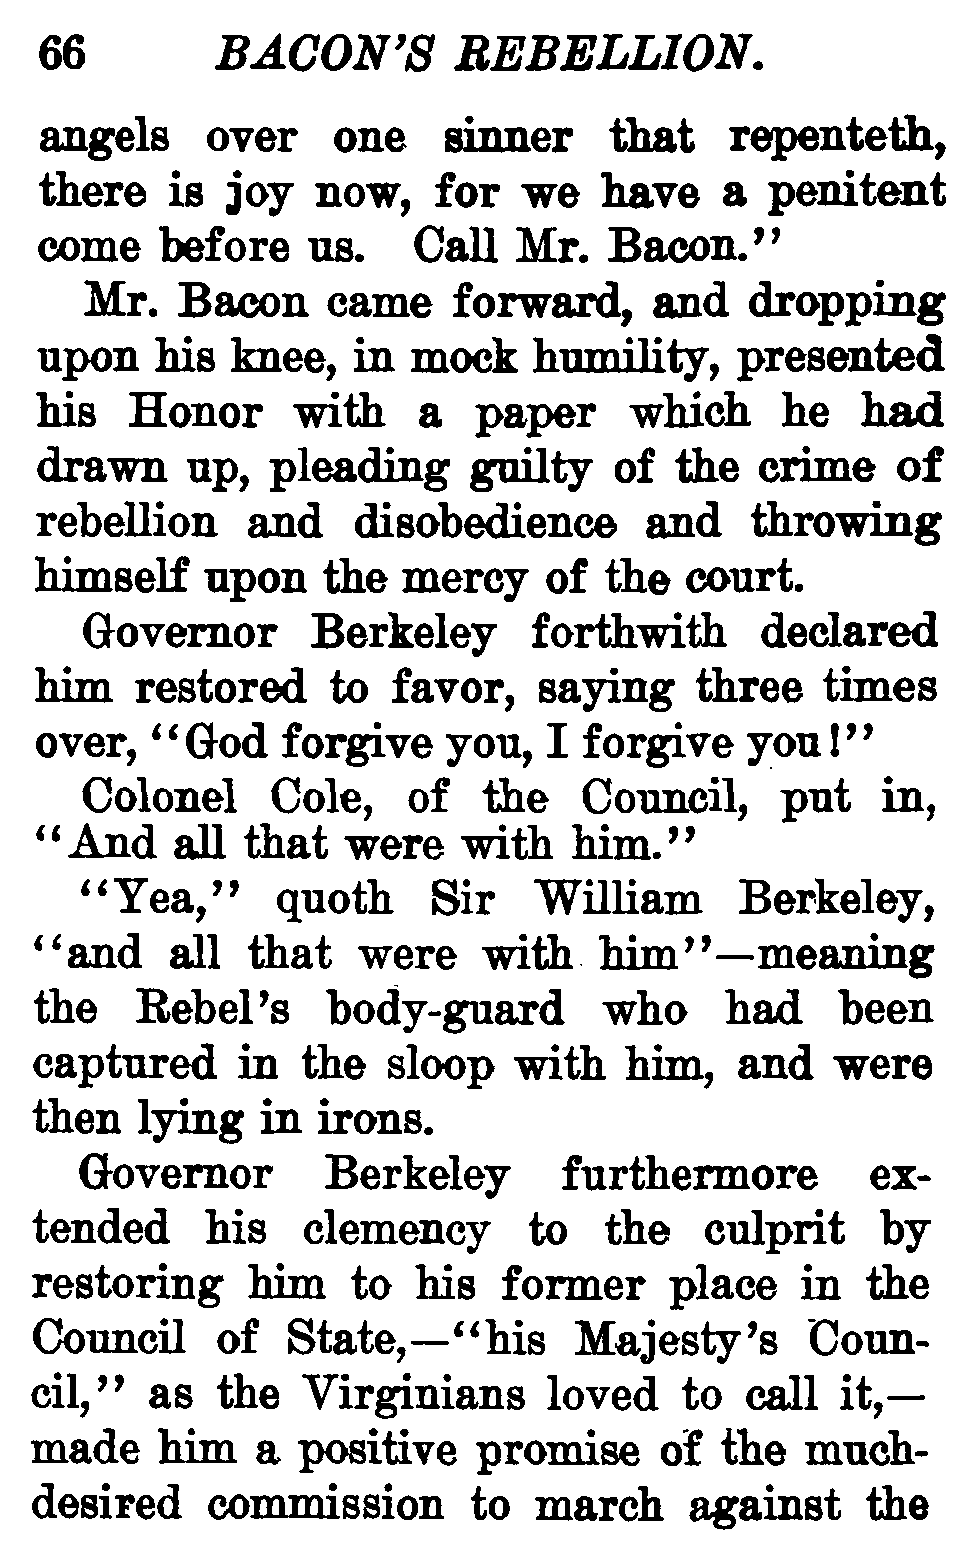 66 BACON'S REBELLION.
angels over one sinner that repenteth,
there is joy now, for we have a penitent
come before us. Call Mr. Bacon."
Mr. Bacon came forward, and dropping
upon his knee, in mock humility, presented
his Honor with a paper which he had
drawn up, pleading guilty of the crime of
rebellion and disobedience and throwing
himself upon the mercy of the court.
Governor Berkeley forthwith declared
him restored to favor, saying three times
over, "God forgive you, I forgive you!"
Colonel Cole, of the Council, put in,
"And all that were with him."
"Yea," quoth Sir William Berkeley,
"and all that were with him"—meaning
the Rebel's body-guard who had been
captured in the sloop with him, and were
then lying in irons.
Governor Berkeley furthermore ex-
tended his clemency to the culprit by
restoring him to his former place in the
Council of State,—"his Majesty's Coun-
cil," as the Virginians loved to call it,—
made him a positive promise of the much-
desired commission to march against the